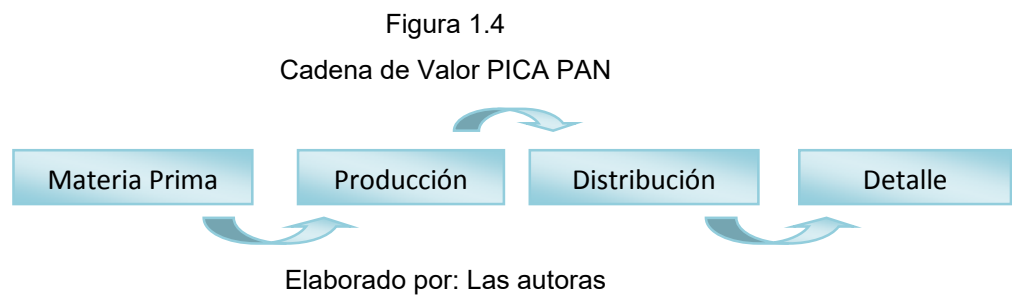 Figura 1.4
Cadena de Valor PICA PAN
Materia Prima
Producción
Distribución
Detalle
Elaborado por: Las autoras